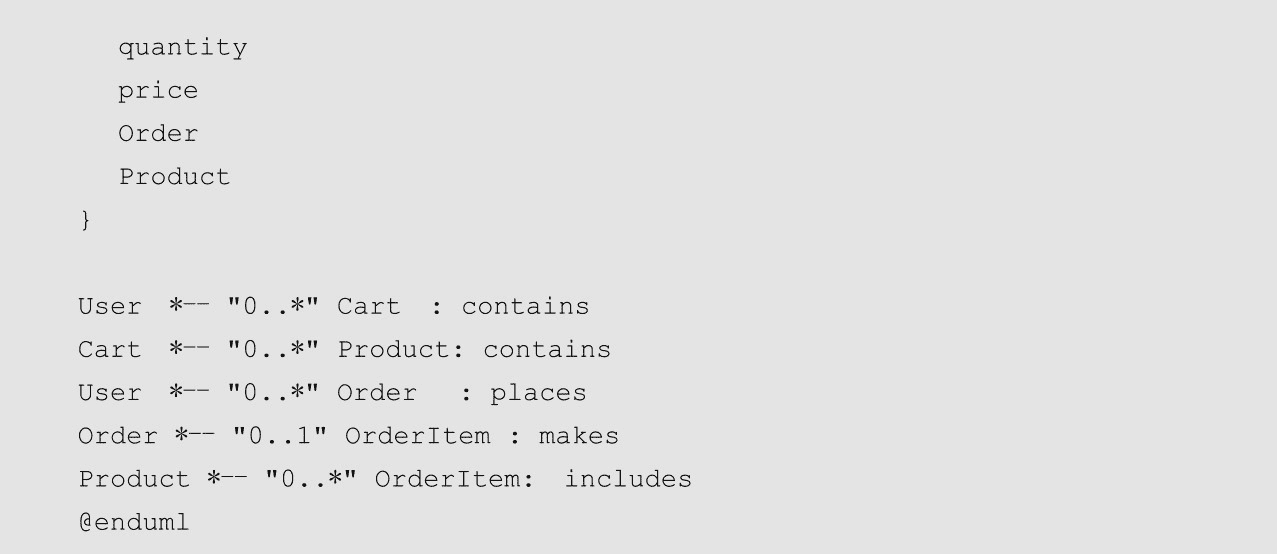 quantity
price
Order
Product
}
User *-- "0..*" Cart : contains
Cart *-- "0..*" Product: contains
User *-- "0..*" Order : places
Order *-- "0..1" OrderItem : makes
Product *-- "0..*" OrderItem: includes
@enduml